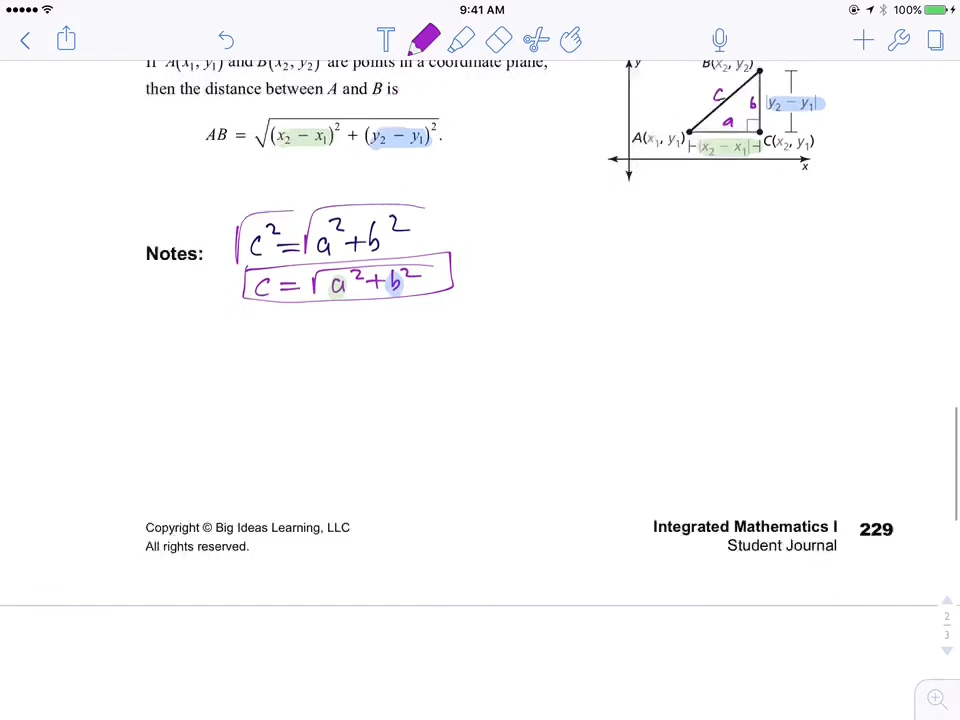 9:41 AM
100%
If A(x₁, y₁) and B(x₂, y₂) are points in a coordinate plane,
then the distance between A and B is
AB = √(x₂ − x₁)² + (y₂ − y₁)².
y
B(x₂, y₂)
c
b
|y₂ − y₁|
a
A(x₁, y₁)
C(x₂, y₁)
|x₂ − x₁|
x
√c² = √a² + b²
Notes:
c = √a² + b²
Copyright © Big Ideas Learning, LLC
All rights reserved.
Integrated Mathematics I
Student Journal
229
2
3